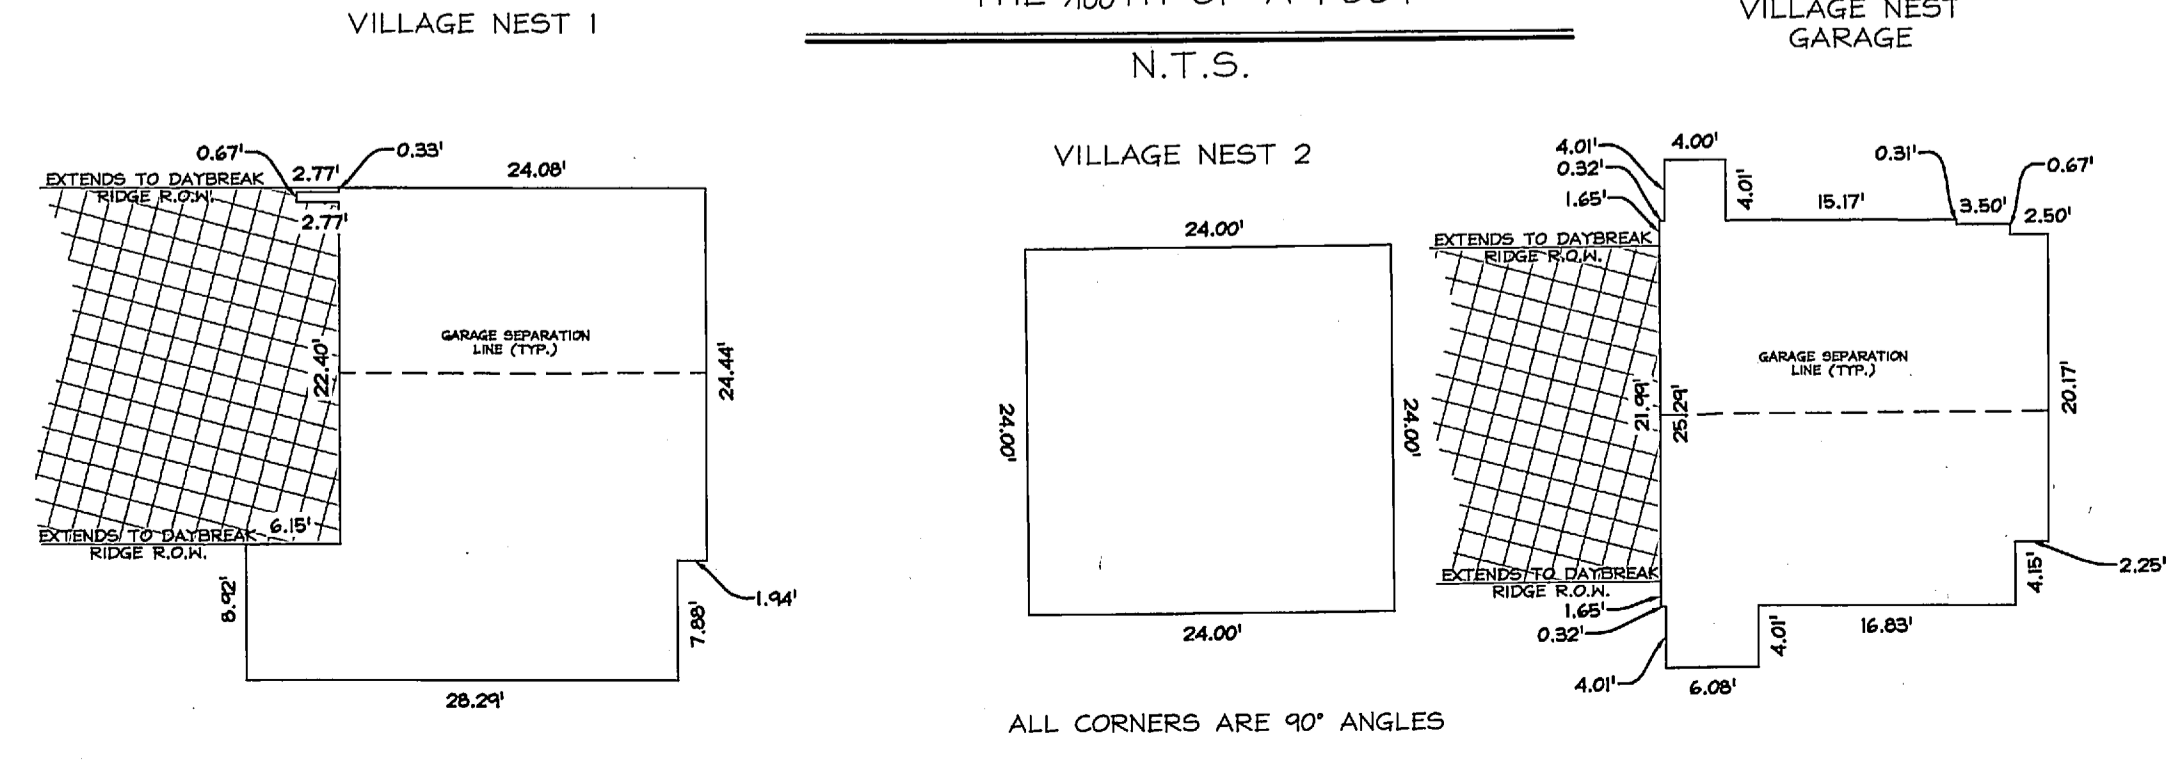 VILLAGE NEST 1
N.T.S.
VILLAGE NEST
GARAGE
0.67'
2.77'
0.33'
24.08'
EXTENDS TO DAYBREAK
RIDGE R.O.W.
2.77'
GARAGE SEPARATION
LINE (TYP.)
22.40'
24.44'
6.15'
EXTENDS TO DAYBREAK
RIDGE R.O.W.
8.92'
7.88'
1.94'
28.29'
VILLAGE NEST 2
24.00'
24.00'
24.00'
24.00'
ALL CORNERS ARE 90° ANGLES
4.01'
4.00'
0.32'
1.65'
4.01'
15.17'
0.31'
3.50'
0.67'
2.50'
EXTENDS TO DAYBREAK
RIDGE R.O.W.
GARAGE SEPARATION
LINE (TYP.)
21.99'
25.29'
20.17'
EXTENDS TO DAYBREAK
RIDGE R.O.W.
1.65'
0.32'
4.01'
6.08'
4.01'
16.83'
4.15'
2.25'